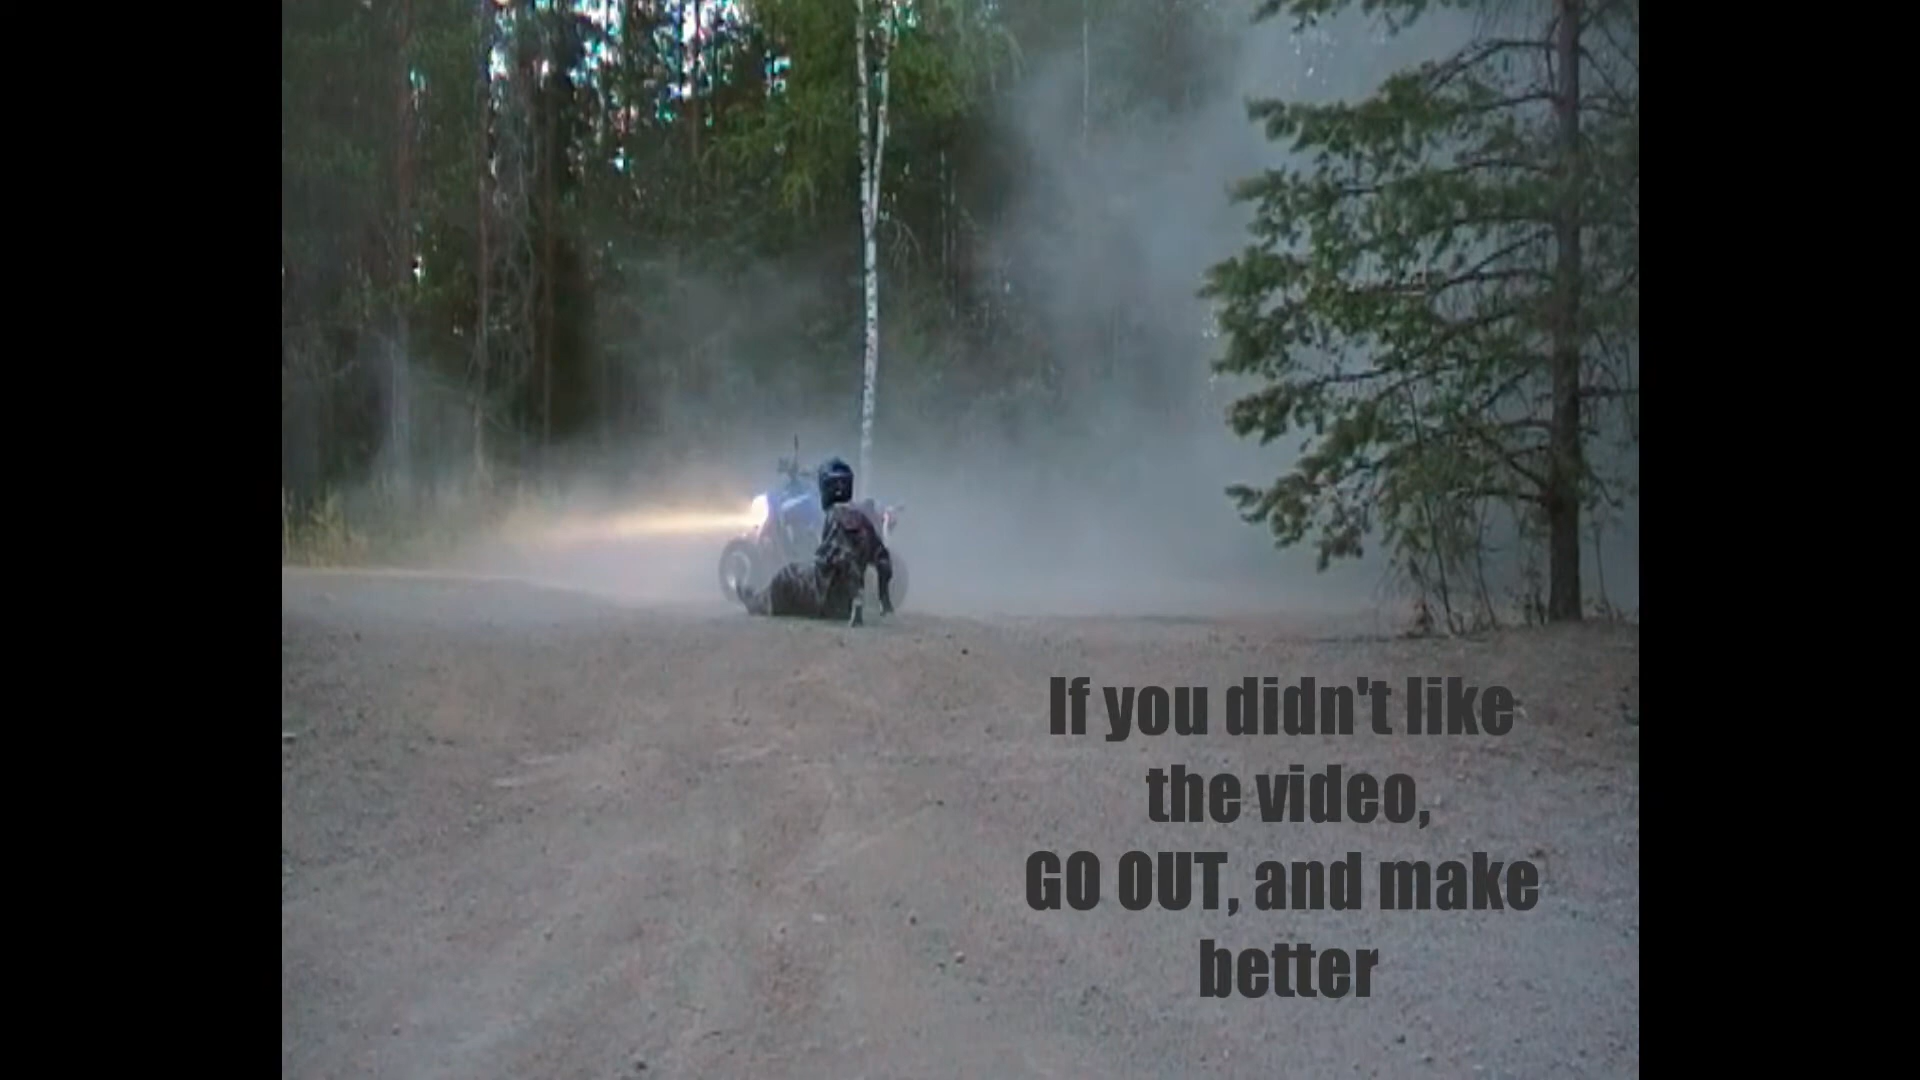 If you didn't like
the video,
GO OUT, and make
better